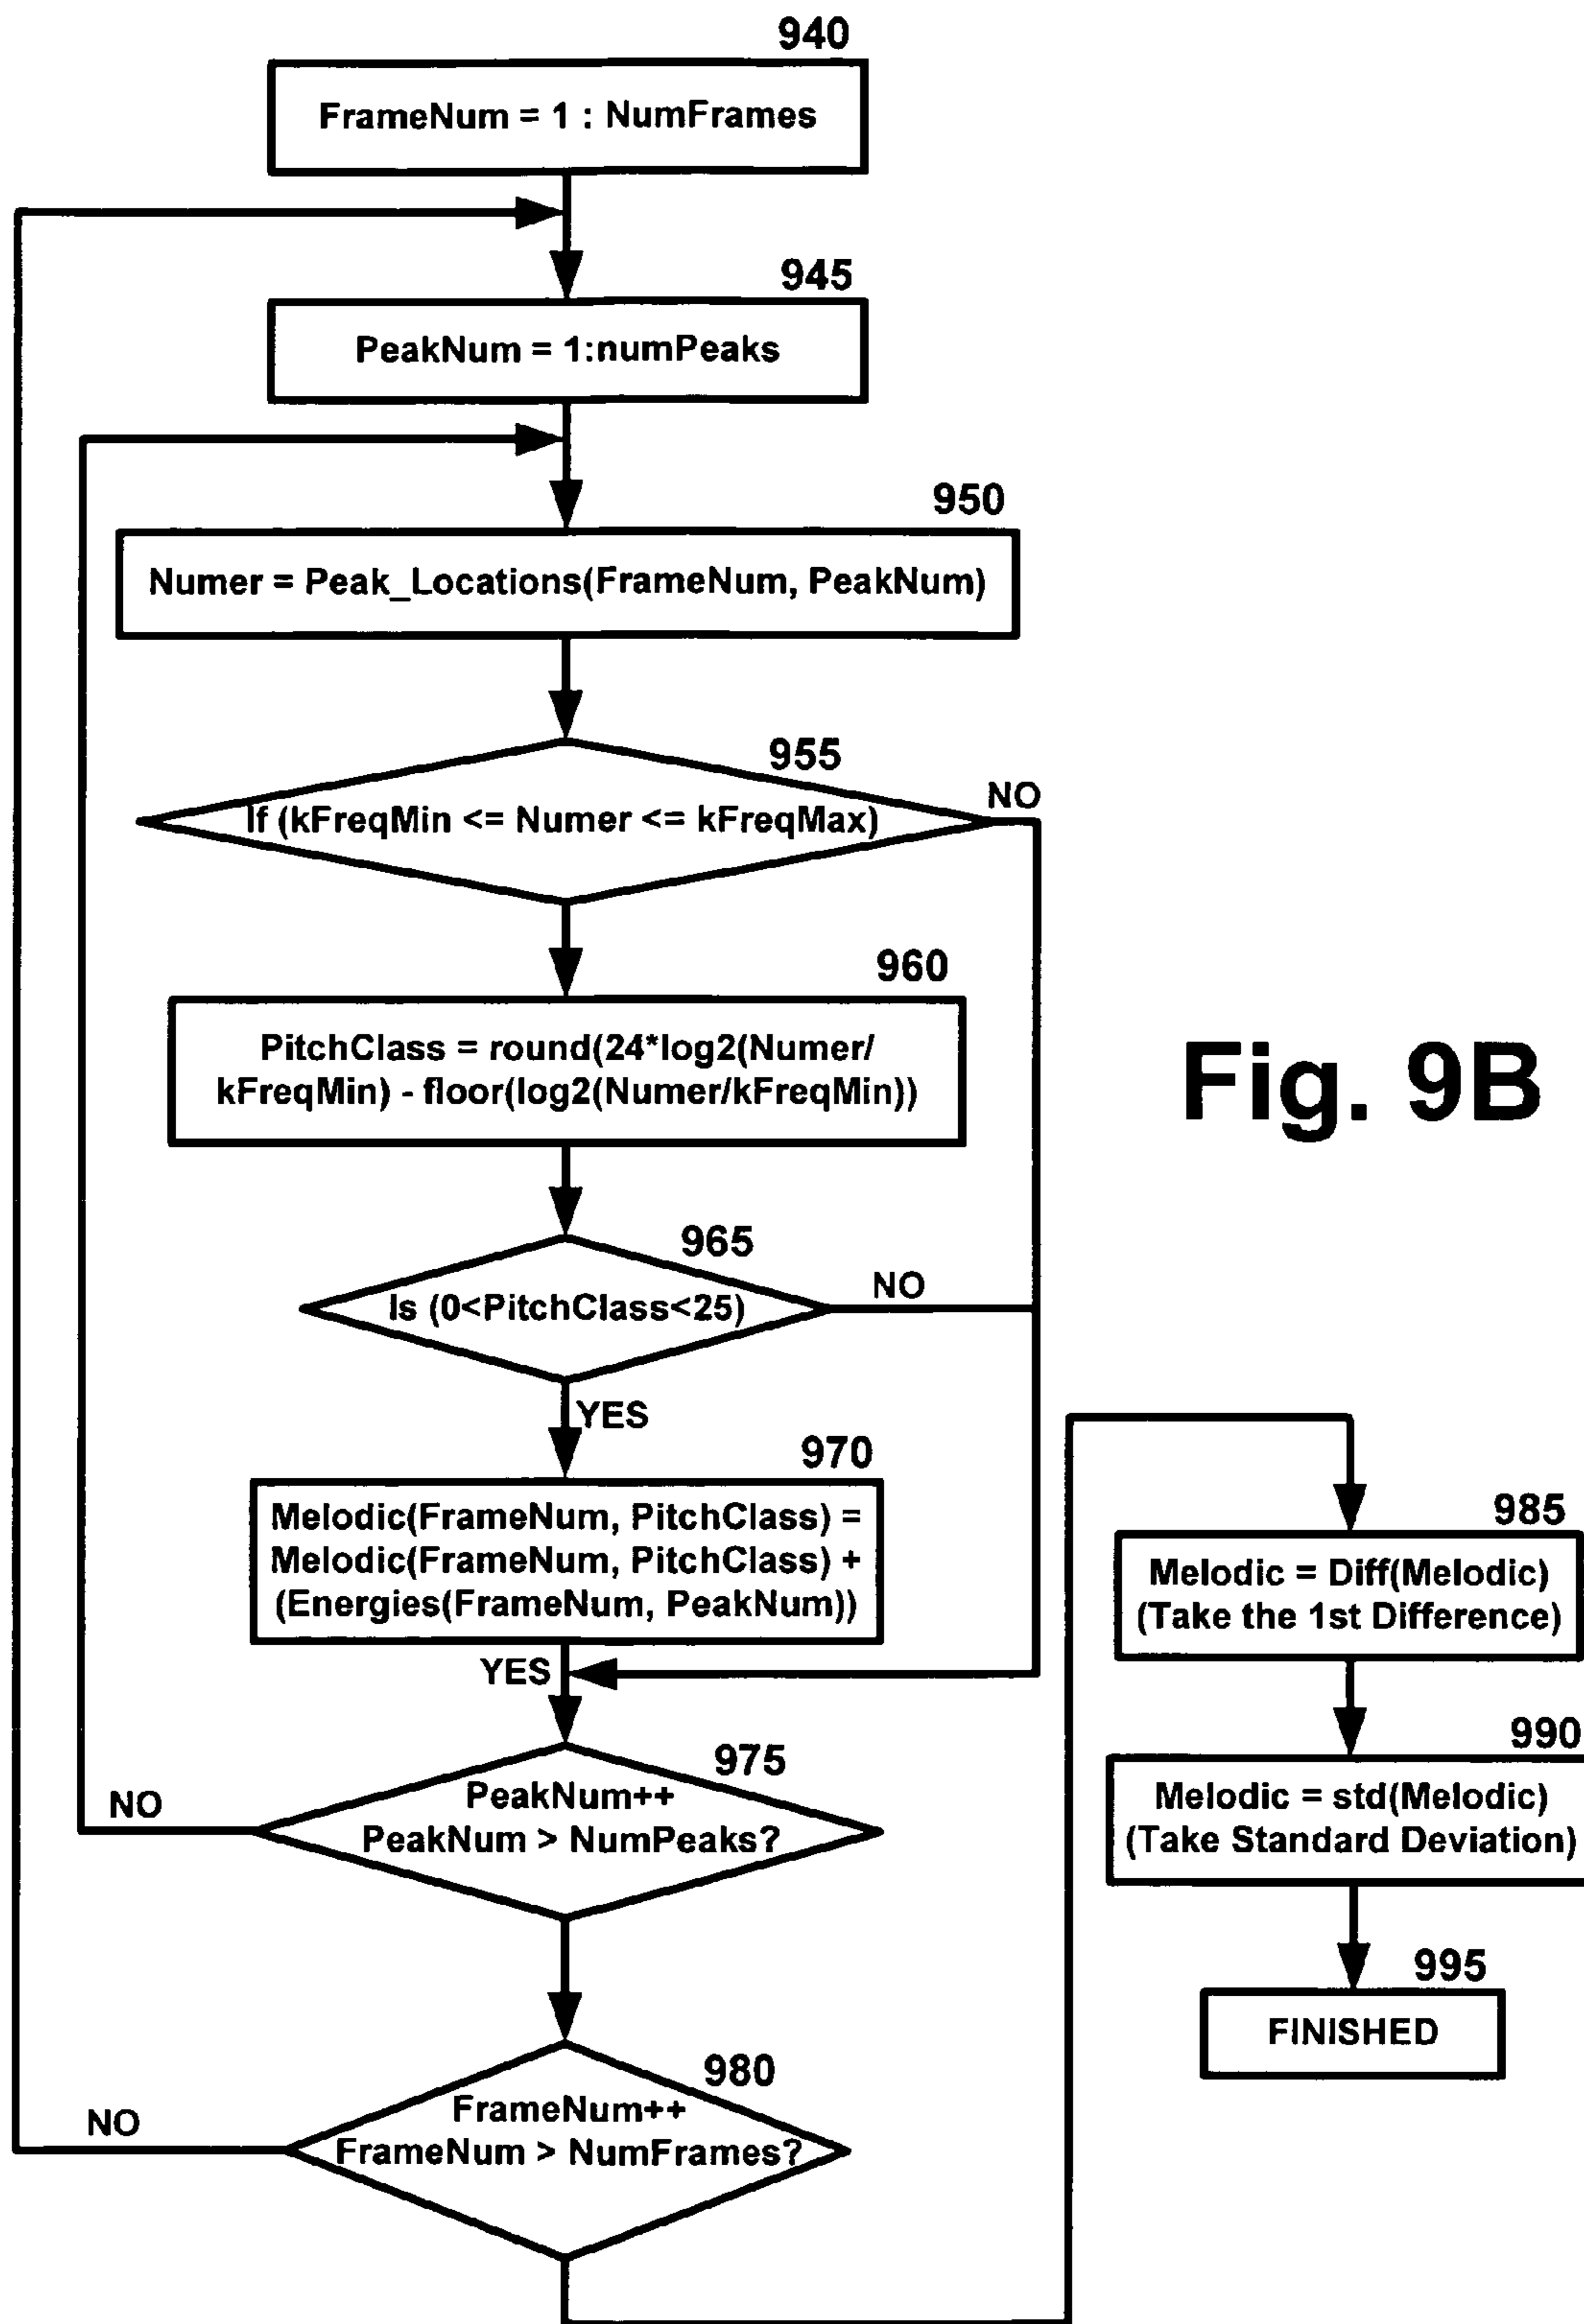 940
FrameNum = 1 : NumFrames
945
PeakNum = 1:numPeaks
950
Numer = Peak_Locations(FrameNum, PeakNum)
955
If (kFreqMin <= Numer <= kFreqMax)
NO
960
PitchClass = round(24*log2(Numer/
kFreqMin) - floor(log2(Numer/kFreqMin))
Fig. 9B
965
Is (0<PitchClass<25)
NO
YES
970
Melodic(FrameNum, PitchClass) =
Melodic(FrameNum, PitchClass) +
(Energies(FrameNum, PeakNum))
YES
975
PeakNum++
PeakNum > NumPeaks?
NO
980
FrameNum++
FrameNum > NumFrames?
NO
985
Melodic = Diff(Melodic)
(Take the 1st Difference)
990
Melodic = std(Melodic)
(Take Standard Deviation)
995
FINISHED